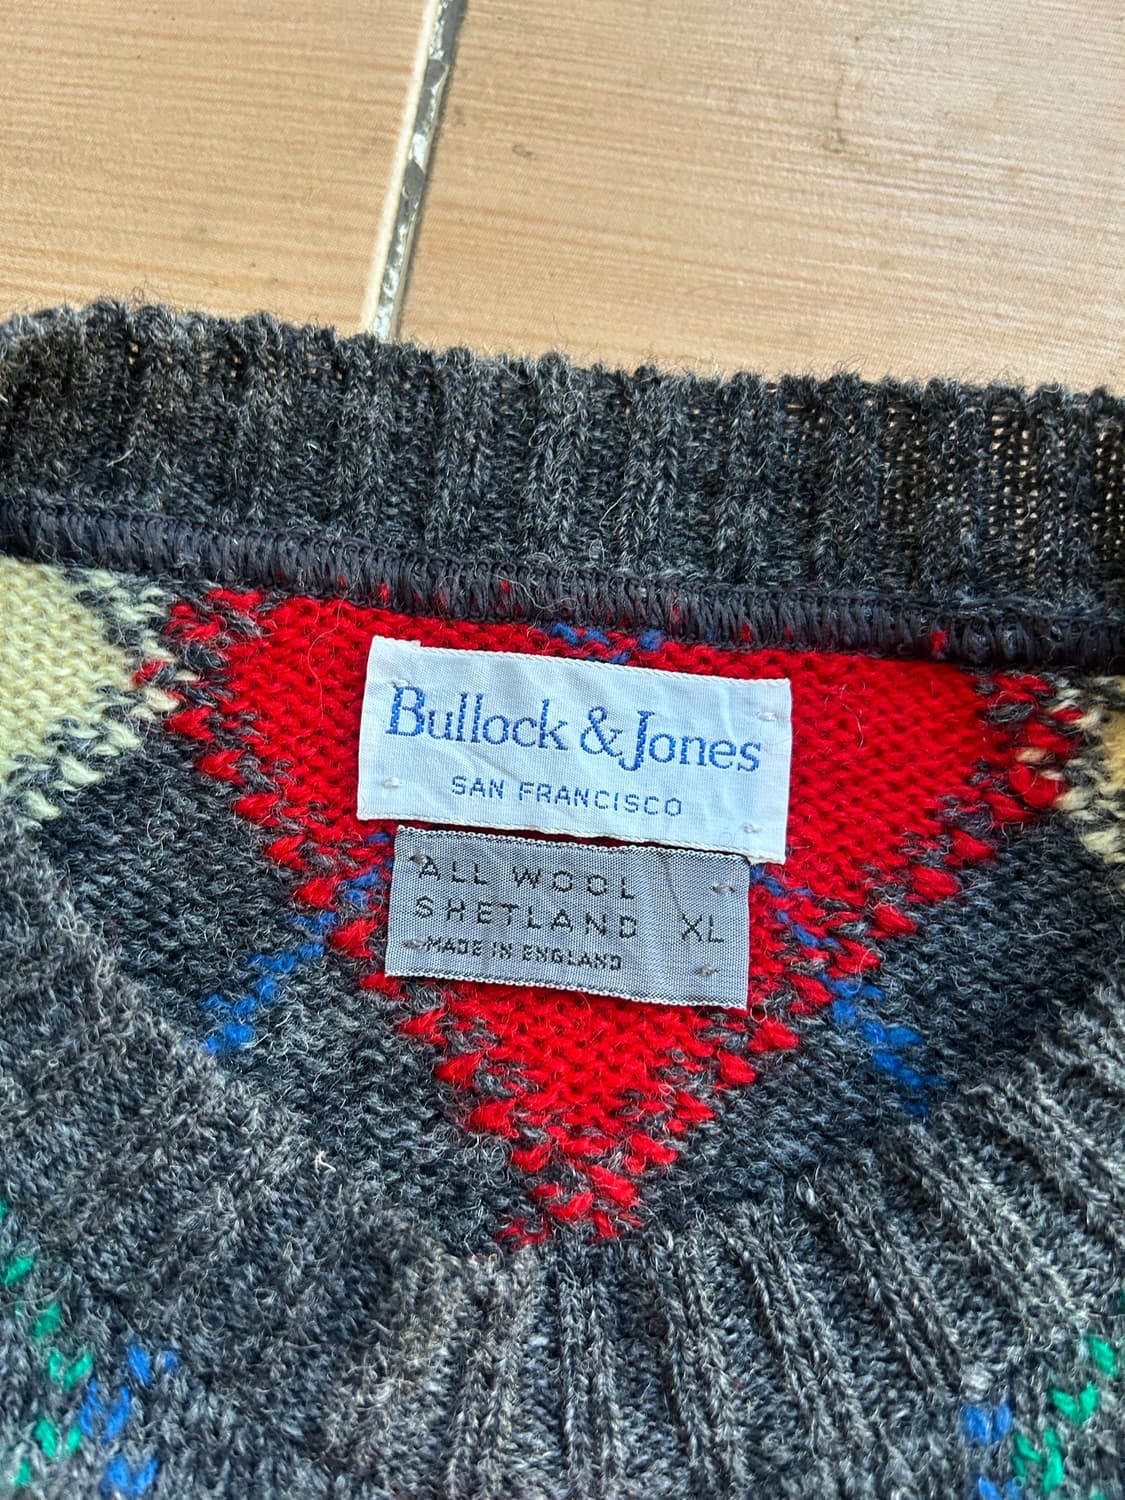 Bullock & Jones
SAN FRANCISCO
ALL WOOL
SHETLAND XL
MADE IN ENGLAND